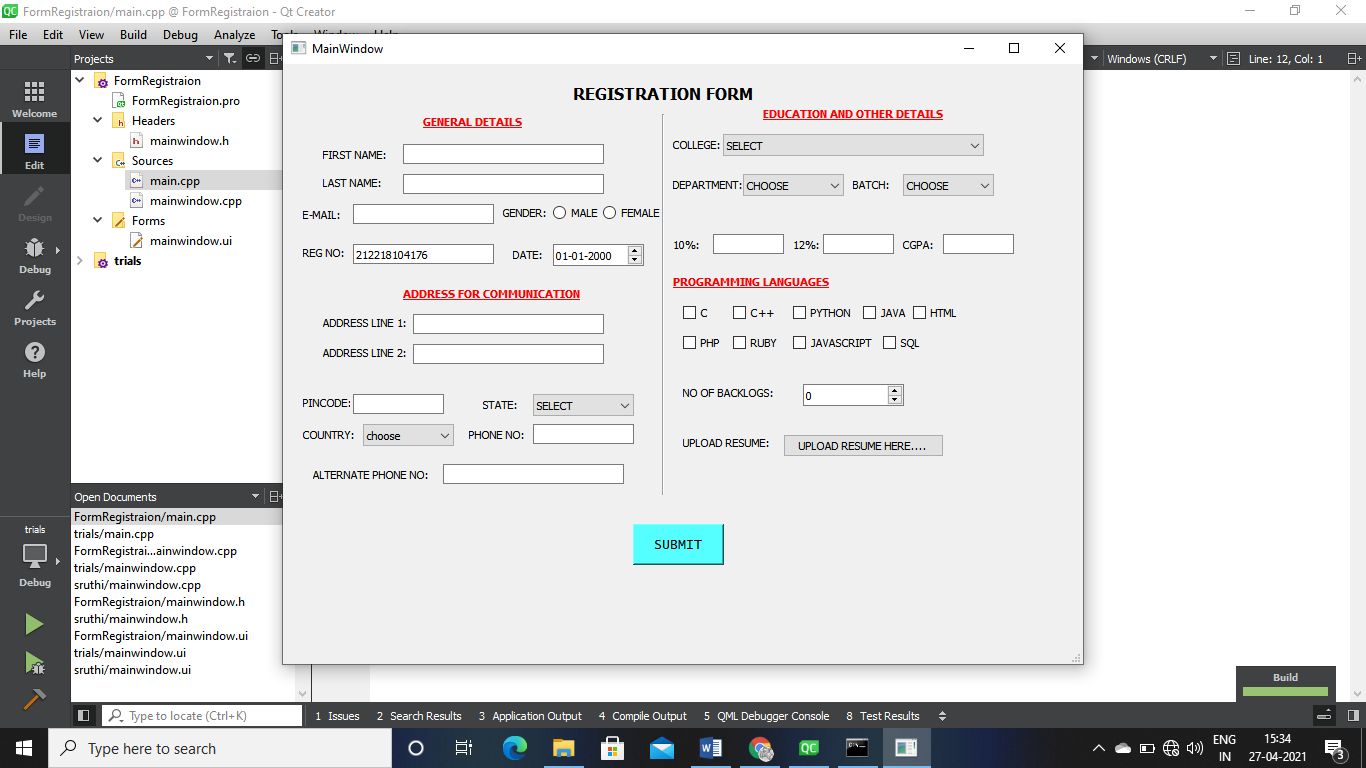 FormRegistraion/main.cpp @ FormRegistraion - Qt Creator
File Edit View Build Debug Analyze
MainWindow
Projects
Windows (CRLF)
Line: 12, Col: 1
Welcome
Edit
Design
Debug
Projects
Help
FormRegistraion
FormRegistraion.pro
Headers
mainwindow.h
Sources
main.cpp
mainwindow.cpp
Forms
mainwindow.ui
trials
REGISTRATION FORM
GENERAL DETAILS
FIRST NAME:
LAST NAME:
E-MAIL: GENDER: MALE FEMALE
REG NO: 212218104176 DATE: 01-01-2000
ADDRESS FOR COMMUNICATION
ADDRESS LINE 1:
ADDRESS LINE 2:
PINCODE: STATE: SELECT
COUNTRY: choose PHONE NO:
ALTERNATE PHONE NO:
EDUCATION AND OTHER DETAILS
COLLEGE: SELECT
DEPARTMENT: CHOOSE BATCH: CHOOSE
10%: 12%: CGPA:
PROGRAMMING LANGUAGES
C C++ PYTHON JAVA HTML
PHP RUBY JAVASCRIPT SQL
NO OF BACKLOGS: 0
UPLOAD RESUME: UPLOAD RESUME HERE....
SUBMIT
Open Documents
FormRegistraion/main.cpp
trials/main.cpp
FormRegistrai...ainwindow.cpp
trials/mainwindow.cpp
sruthi/mainwindow.cpp
FormRegistraion/mainwindow.h
sruthi/mainwindow.h
FormRegistraion/mainwindow.ui
trials/mainwindow.ui
sruthi/mainwindow.ui
trials
Debug
Build
Type to locate (Ctrl+K)
1 Issues 2 Search Results 3 Application Output 4 Compile Output 5 QML Debugger Console 8 Test Results
Type here to search
ENG
IN
15:34
27-04-2021
3